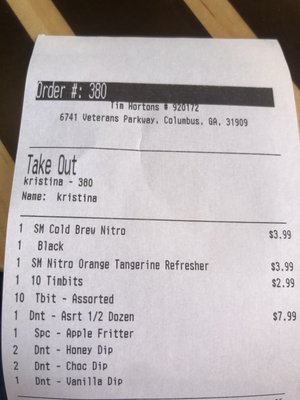 Order #: 380
Tim Hortons # 920172
6741 Veterans Parkway, Columbus, GA, 31909
Take Out
kristina - 380
Name: kristina
1 SM Cold Brew Nitro $3.99
1 Black
1 SM Nitro Orange Tangerine Refresher $3.99
1 10 Timbits $2.99
10 Tbit - Assorted
1 Dnt - Asrt 1/2 Dozen $7.99
1 Spc - Apple Fritter
2 Dnt - Honey Dip
2 Dnt - Choc Dip
1 Dnt - Vanilla Dip